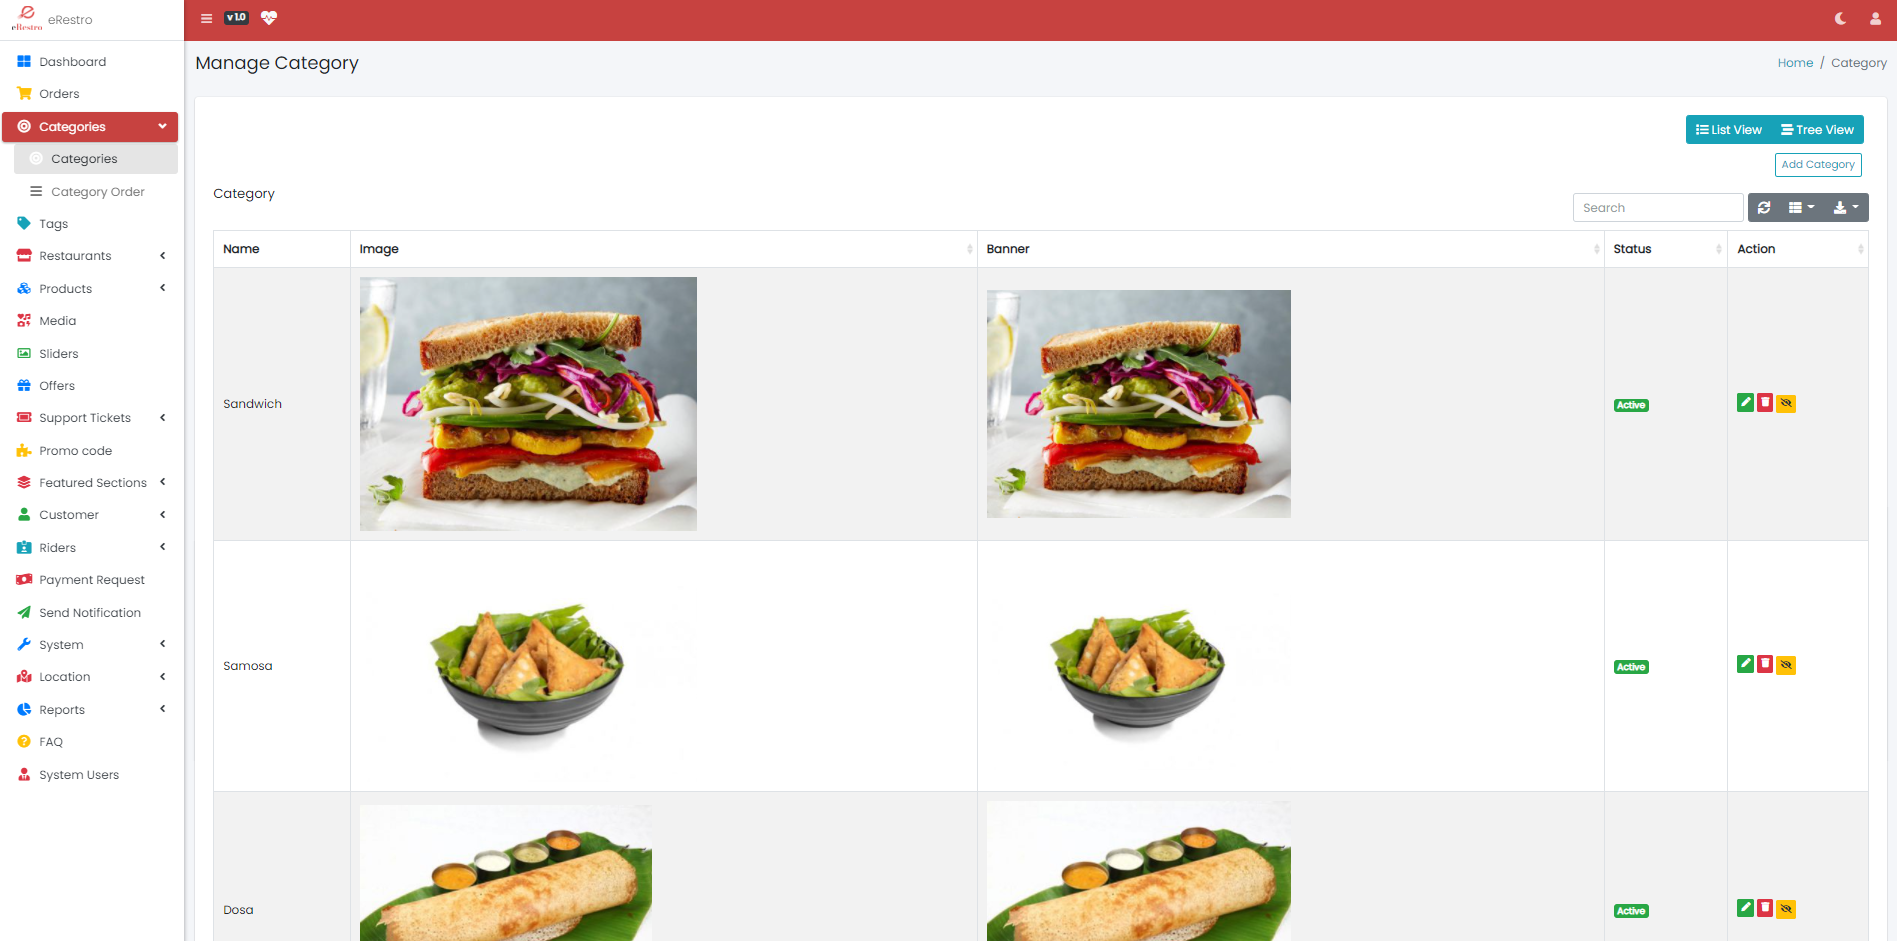 eRestro
eRestro
v 1.0
Dashboard
Orders
Categories
Categories
Category Order
Tags
Restaurants
Products
Media
Sliders
Offers
Support Tickets
Promo code
Featured Sections
Customer
Riders
Payment Request
Send Notification
System
Location
Reports
FAQ
System Users
Manage Category
Home / Category
List View
Tree View
Add Category
Category
Search
Name Image Banner Status Action
Sandwich Active
Samosa Active
Dosa Active